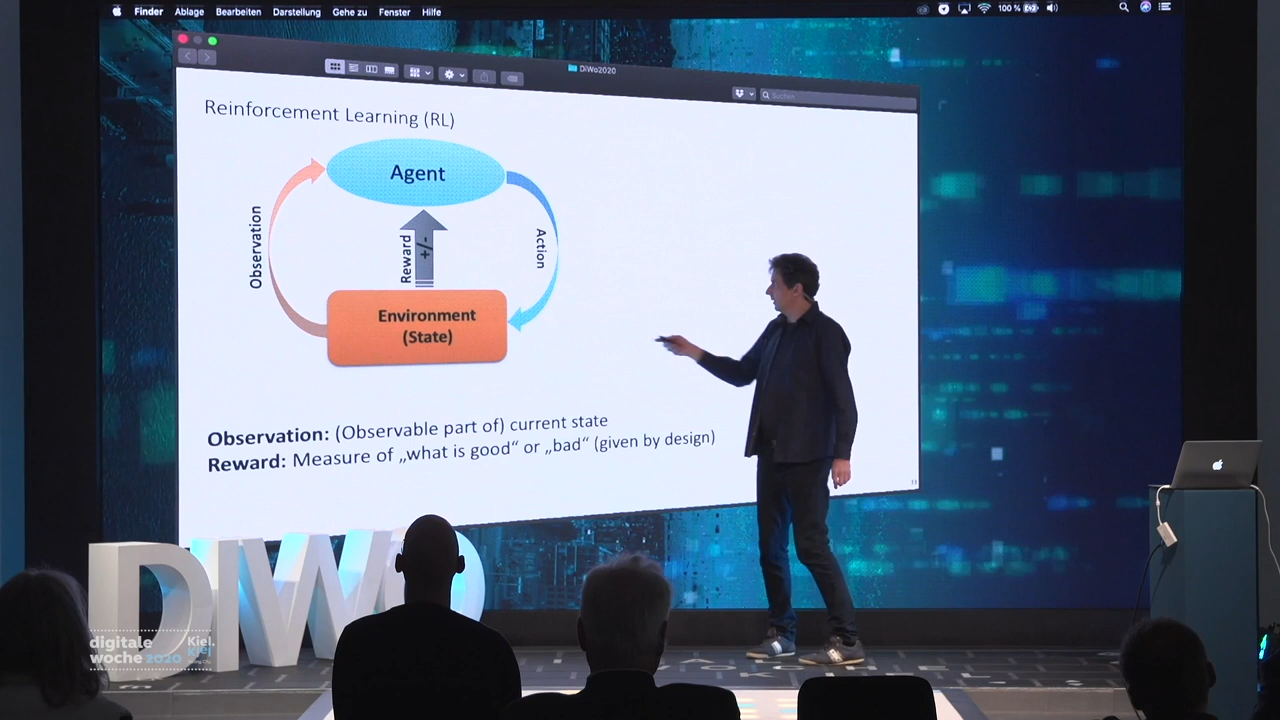 Finder Ablage Bearbeiten Darstellung Gehe zu Fenster Hilfe
100 %
DiWo2020
Suchen
Reinforcement Learning (RL)
Agent
Observation
Reward
+/-
Action
Environment
(State)
Observation: (Observable part of) current state
Reward: Measure of „what is good“ or „bad“ (given by design)
DiWO
digitale
woche 2020
Kiel.